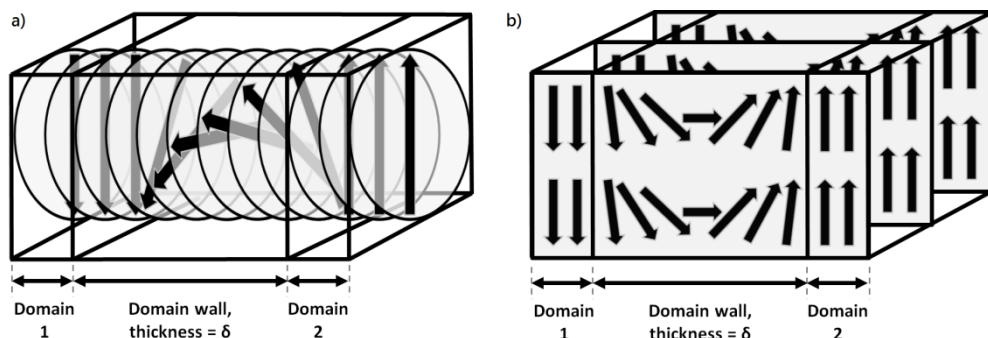 a)
Domain
1
Domain wall,
thickness = δ
Domain
2
b)
Domain
1
Domain wall,
thickness = δ
Domain
2